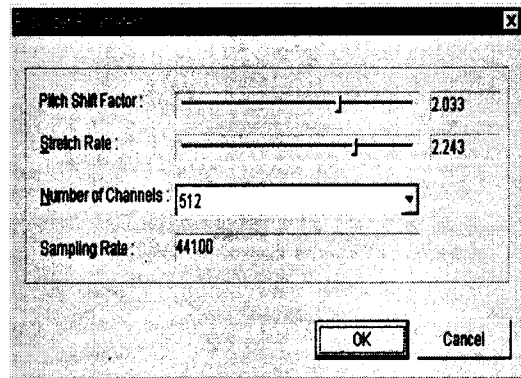 Pitch Shift Factor : 2.033
Stretch Rate : 2.243
Number of Channels : 512
Sampling Rate : 44100
OK Cancel